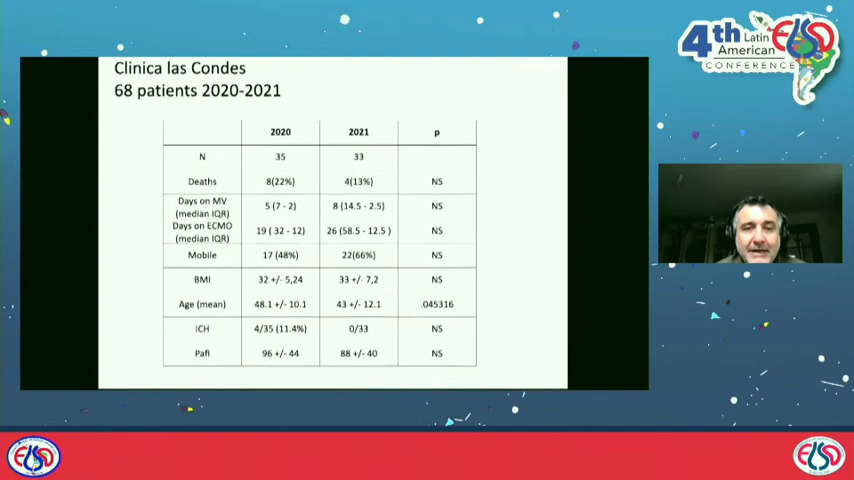 4th Latin American ELSO
CONFERENCE
Clinica las Condes
68 patients 2020-2021
2020 2021 p
N 35 33
Deaths 8(22%) 4(13%) NS
Days on MV (median IQR) 5 (7 - 2) 8 (14.5 - 2.5) NS
Days on ECMO (median IQR) 19 ( 32 - 12) 26 (58.5 - 12.5 ) NS
Mobile 17 (48%) 22(66%) NS
BMI 32 +/- 5,24 33 +/- 7,2 NS
Age (mean) 48.1 +/- 10.1 43 +/- 12.1 .045316
ICH 4/35 (11.4%) 0/33 NS
Pafi 96 +/- 44 88 +/- 40 NS
ELSO
ELSO